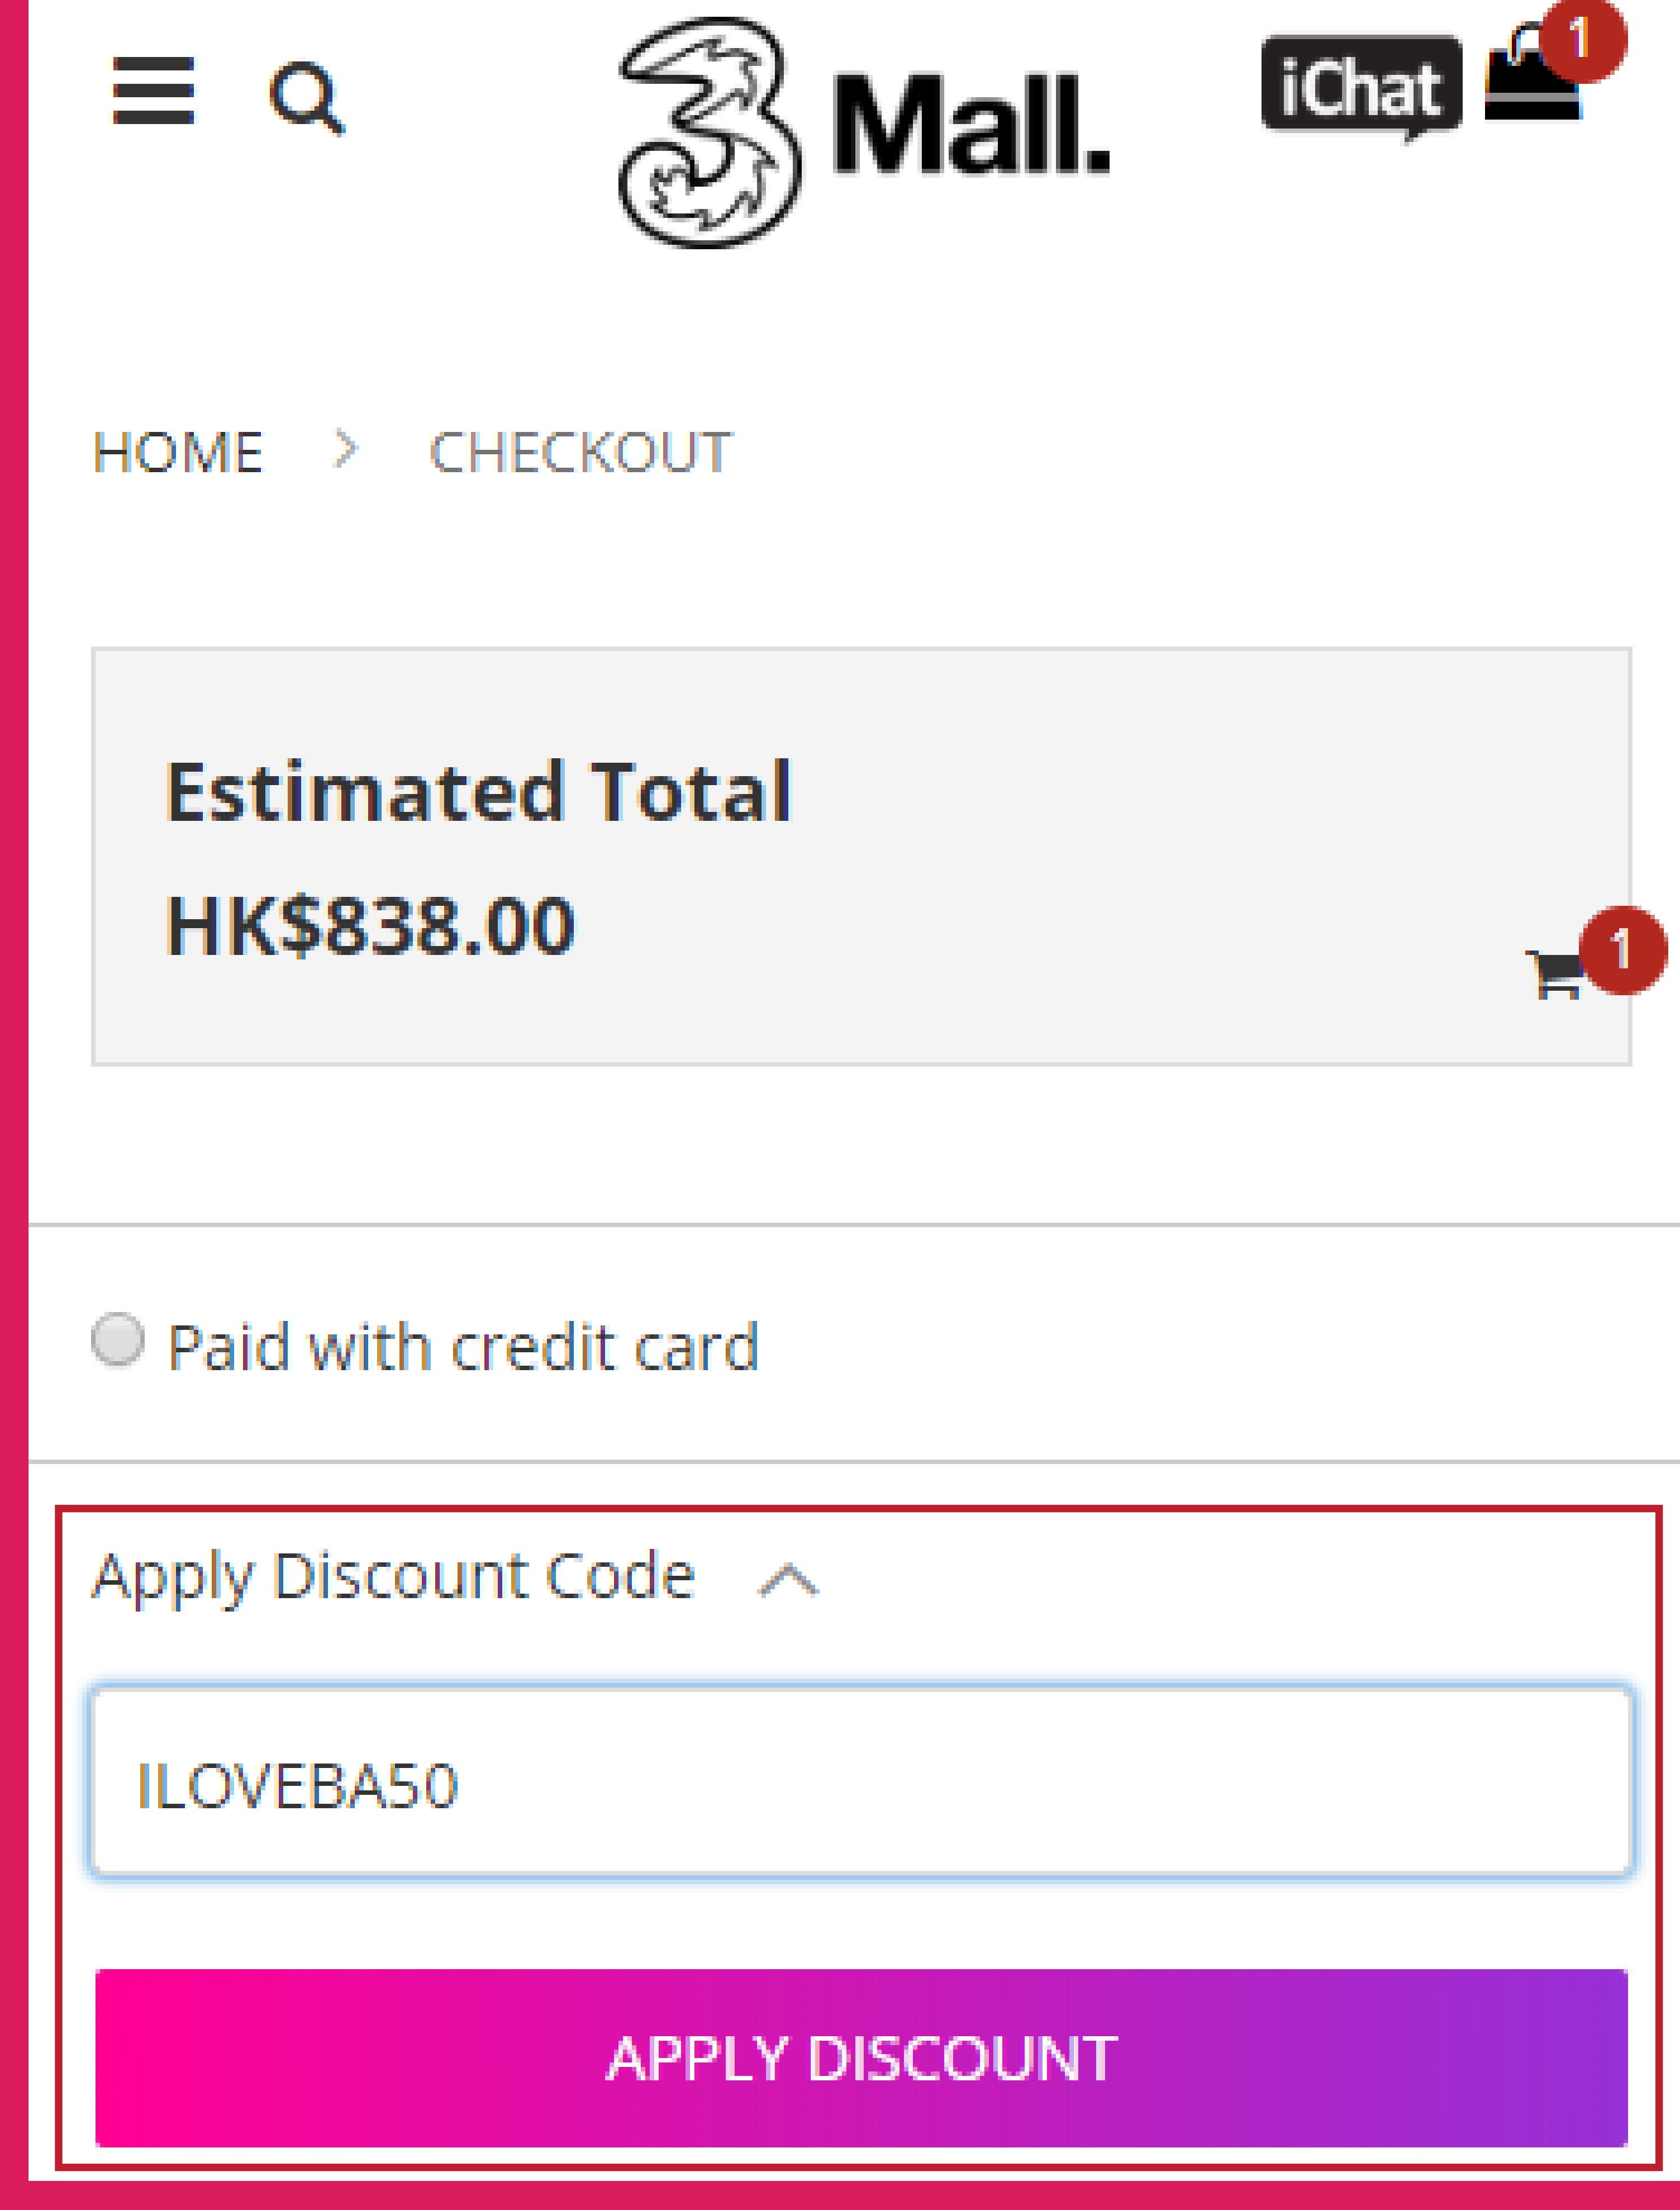 3 Mall.
iChat
1
HOME > CHECKOUT
Estimated Total
HK$838.00
1
Paid with credit card
Apply Discount Code
ILOVEBA50
APPLY DISCOUNT